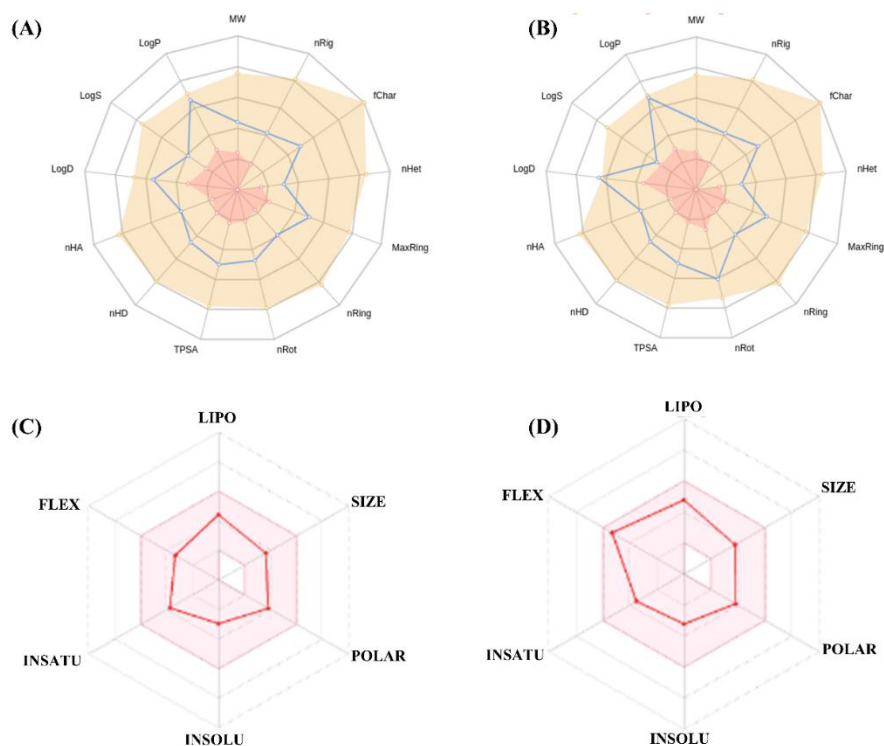 (A)
MW
nRig
fChar
nHet
MaxRing
nRing
nRot
TPSA
nHD
nHA
LogD
LogS
LogP
(B)
MW
nRig
fChar
nHet
MaxRing
nRing
nRot
TPSA
nHD
nHA
LogD
LogS
LogP
(C)
LIPO
SIZE
POLAR
INSOLU
INSATU
FLEX
(D)
LIPO
SIZE
POLAR
INSOLU
INSATU
FLEX